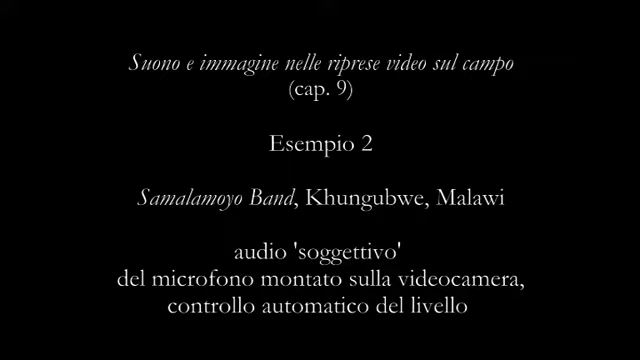 Suono e immagine nelle riprese video sul campo
(cap. 9)
Esempio 2
Samalamoyo Band, Khungubwe, Malawi
audio 'soggettivo'
del microfono montato sulla videocamera,
controllo automatico del livello